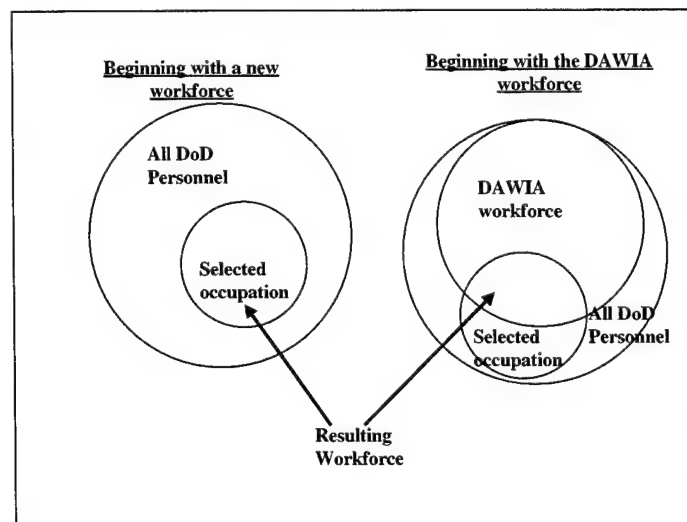 Beginning with a new
workforce
All DoD
Personnel
Selected
occupation
Beginning with the DAWIA
workforce
DAWIA
workforce
All DoD
Personnel
Selected
occupation
Resulting
Workforce